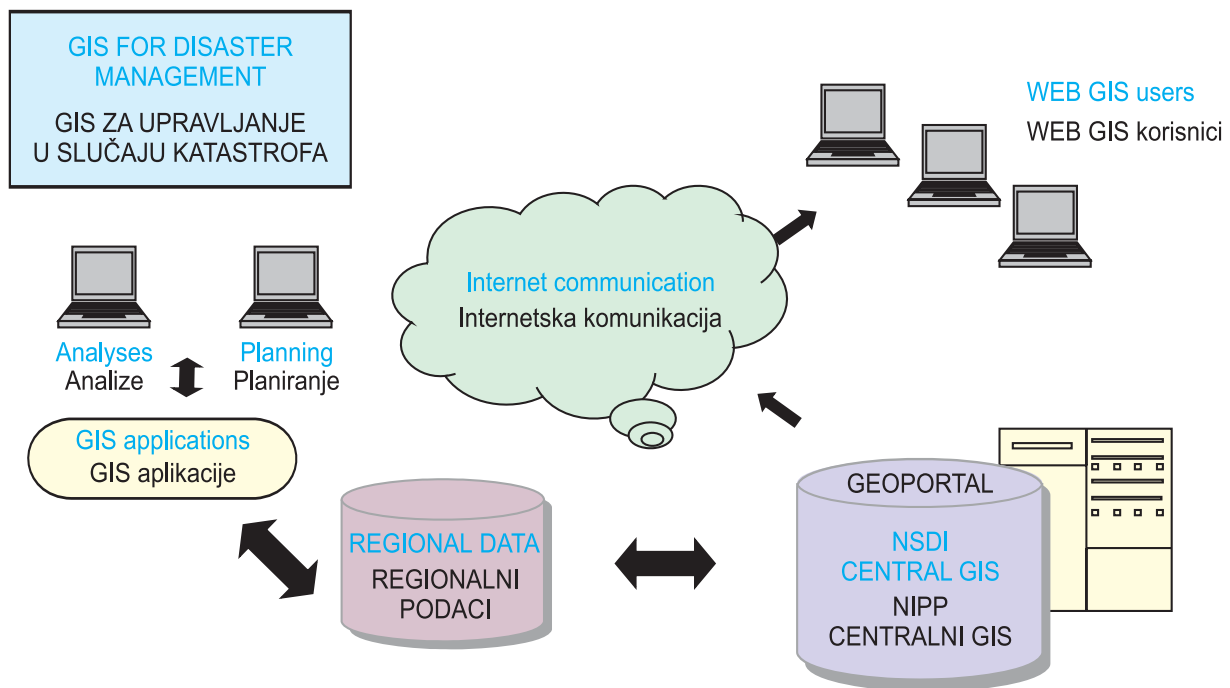 GIS FOR DISASTER
MANAGEMENT
GIS ZA UPRAVLJANJE
U SLUČAJU KATASTROFA
WEB GIS users
WEB GIS korisnici
Internet communication
Internetska komunikacija
Analyses
Analize
Planning
Planiranje
GIS applications
GIS aplikacije
REGIONAL DATA
REGIONALNI
PODACI
GEOPORTAL
NSDI
CENTRAL GIS
NIPP
CENTRALNI GIS